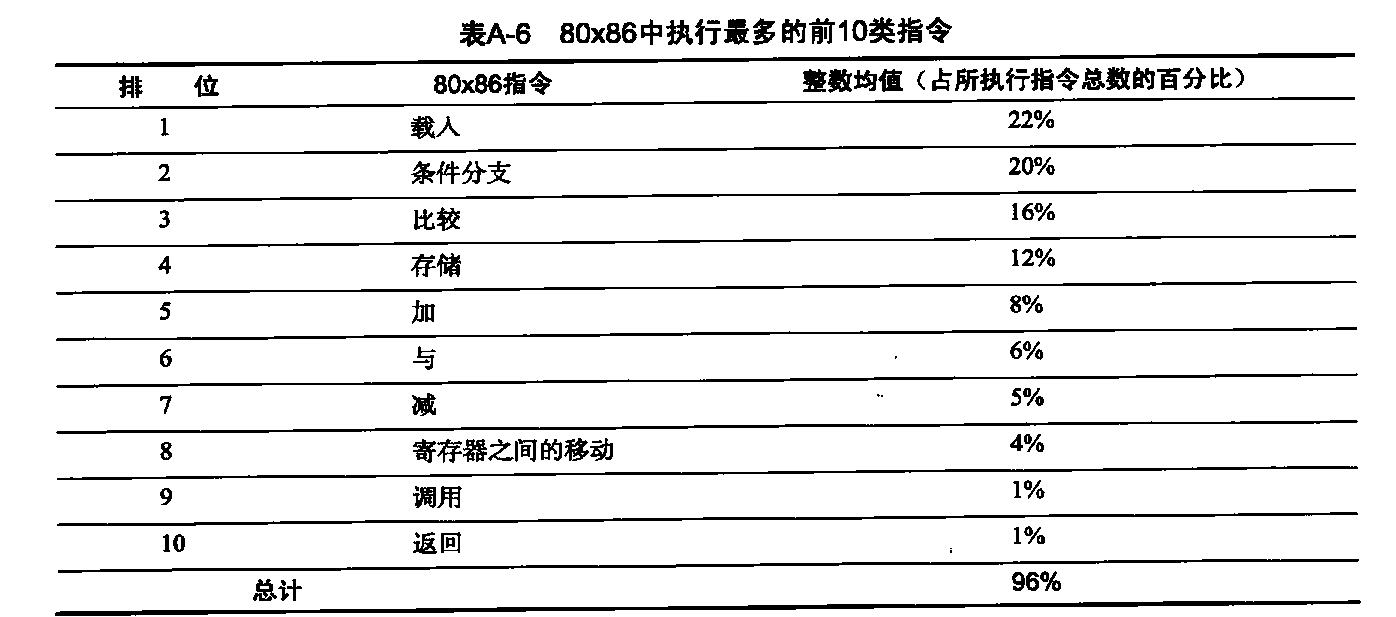 表A-6 80x86中执行最多的前10类指令
排 位 80x86指令 整数均值（占所执行指令总数的百分比）
1 载入 22%
2 条件分支 20%
3 比较 16%
4 存储 12%
5 加 8%
6 与 6%
7 减 5%
8 寄存器之间的移动 4%
9 调用 1%
10 返回 1%
总计 96%